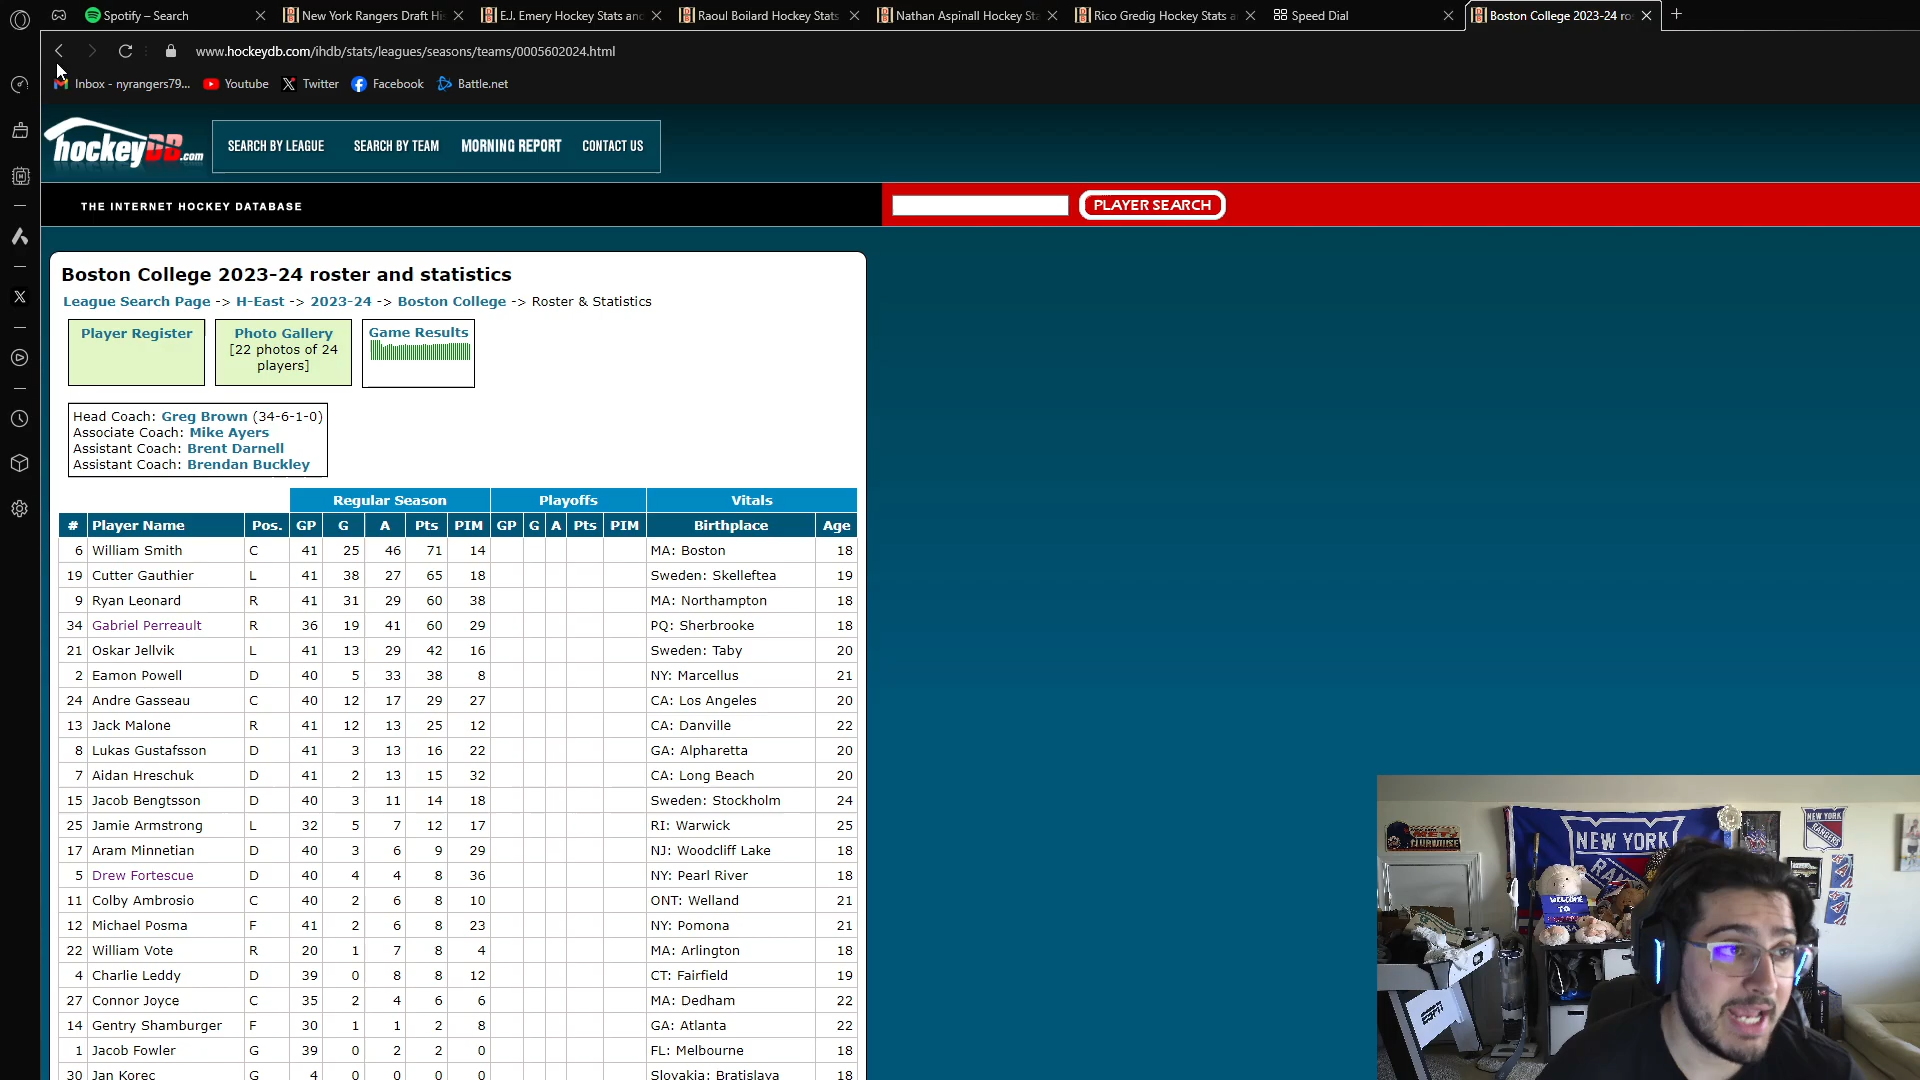 Spotify – Search
New York Rangers Draft His
E.J. Emery Hockey Stats and
Raoul Boilard Hockey Stats
Nathan Aspinall Hockey Sta
Rico Gredig Hockey Stats a
Speed Dial
Boston College 2023-24 ros
www.hockeydb.com/ihdb/stats/leagues/seasons/teams/0005602024.html
Inbox - nyrangers79...
Youtube
Twitter
Facebook
Battle.net
hockeyDB.com
SEARCH BY LEAGUE
SEARCH BY TEAM
MORNING REPORT
CONTACT US
THE INTERNET HOCKEY DATABASE
PLAYER SEARCH
Boston College 2023-24 roster and statistics
League Search Page -> H-East -> 2023-24 -> Boston College -> Roster & Statistics
Player Register
Photo Gallery
[22 photos of 24
players]
Game Results
Head Coach: Greg Brown (34-6-1-0)
Associate Coach: Mike Ayers
Assistant Coach: Brent Darnell
Assistant Coach: Brendan Buckley
Regular Season Playoffs Vitals
# Player Name Pos. GP G A Pts PIM GP G A Pts PIM Birthplace Age
6 William Smith C 41 25 46 71 14 MA: Boston 18
19 Cutter Gauthier L 41 38 27 65 18 Sweden: Skelleftea 19
9 Ryan Leonard R 41 31 29 60 38 MA: Northampton 18
34 Gabriel Perreault R 36 19 41 60 29 PQ: Sherbrooke 18
21 Oskar Jellvik L 41 13 29 42 16 Sweden: Taby 20
2 Eamon Powell D 40 5 33 38 8 NY: Marcellus 21
24 Andre Gasseau C 40 12 17 29 27 CA: Los Angeles 20
13 Jack Malone R 41 12 13 25 12 CA: Danville 22
8 Lukas Gustafsson D 41 3 13 16 22 GA: Alpharetta 20
7 Aidan Hreschuk D 41 2 13 15 32 CA: Long Beach 20
15 Jacob Bengtsson D 40 3 11 14 18 Sweden: Stockholm 24
25 Jamie Armstrong L 32 5 7 12 17 RI: Warwick 25
17 Aram Minnetian D 40 3 6 9 29 NJ: Woodcliff Lake 18
5 Drew Fortescue D 40 4 4 8 36 NY: Pearl River 18
11 Colby Ambrosio C 40 2 6 8 10 ONT: Welland 21
12 Michael Posma F 41 2 6 8 23 NY: Pomona 21
22 William Vote R 20 1 7 8 4 MA: Arlington 18
4 Charlie Leddy D 39 0 8 8 12 CT: Fairfield 19
27 Connor Joyce C 35 2 4 6 6 MA: Dedham 22
14 Gentry Shamburger F 30 1 1 2 8 GA: Atlanta 22
1 Jacob Fowler G 39 0 2 2 0 FL: Melbourne 18
30 Jan Korec G 4 0 0 0 0 Slovakia: Bratislava 18
NEW YORK
RAN
NEW YORK
RANGERS
WELCOME
TO
ESPN